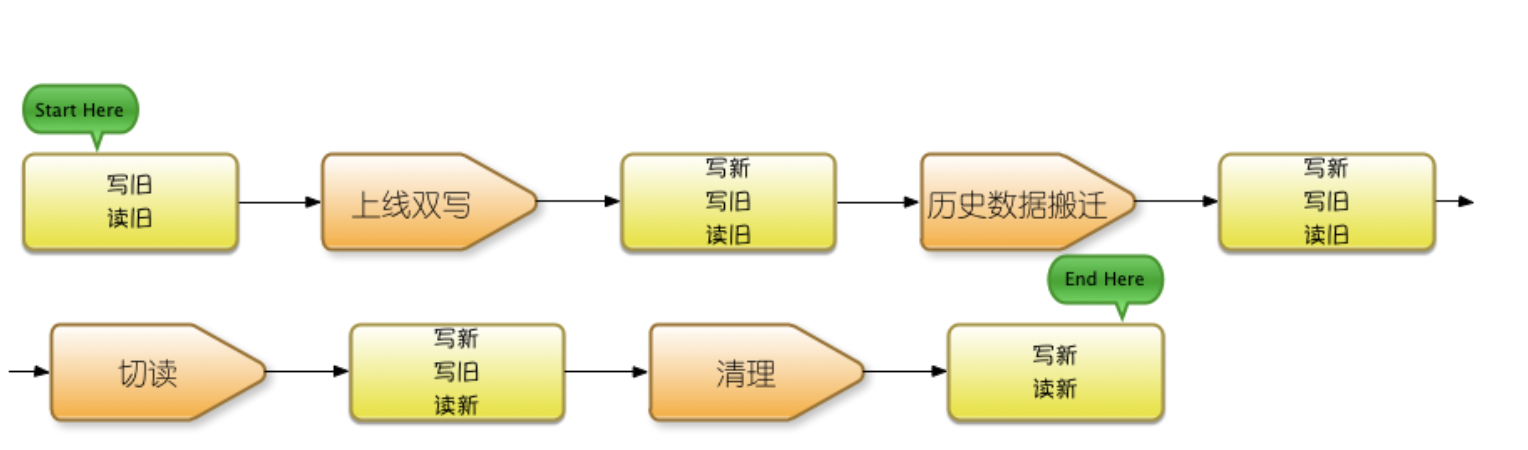 Start Here
写旧
读旧
上线双写
写新
写旧
读旧
历史数据搬迁
写新
写旧
读旧
End Here
切读
写新
写旧
读新
清理
写新
读新